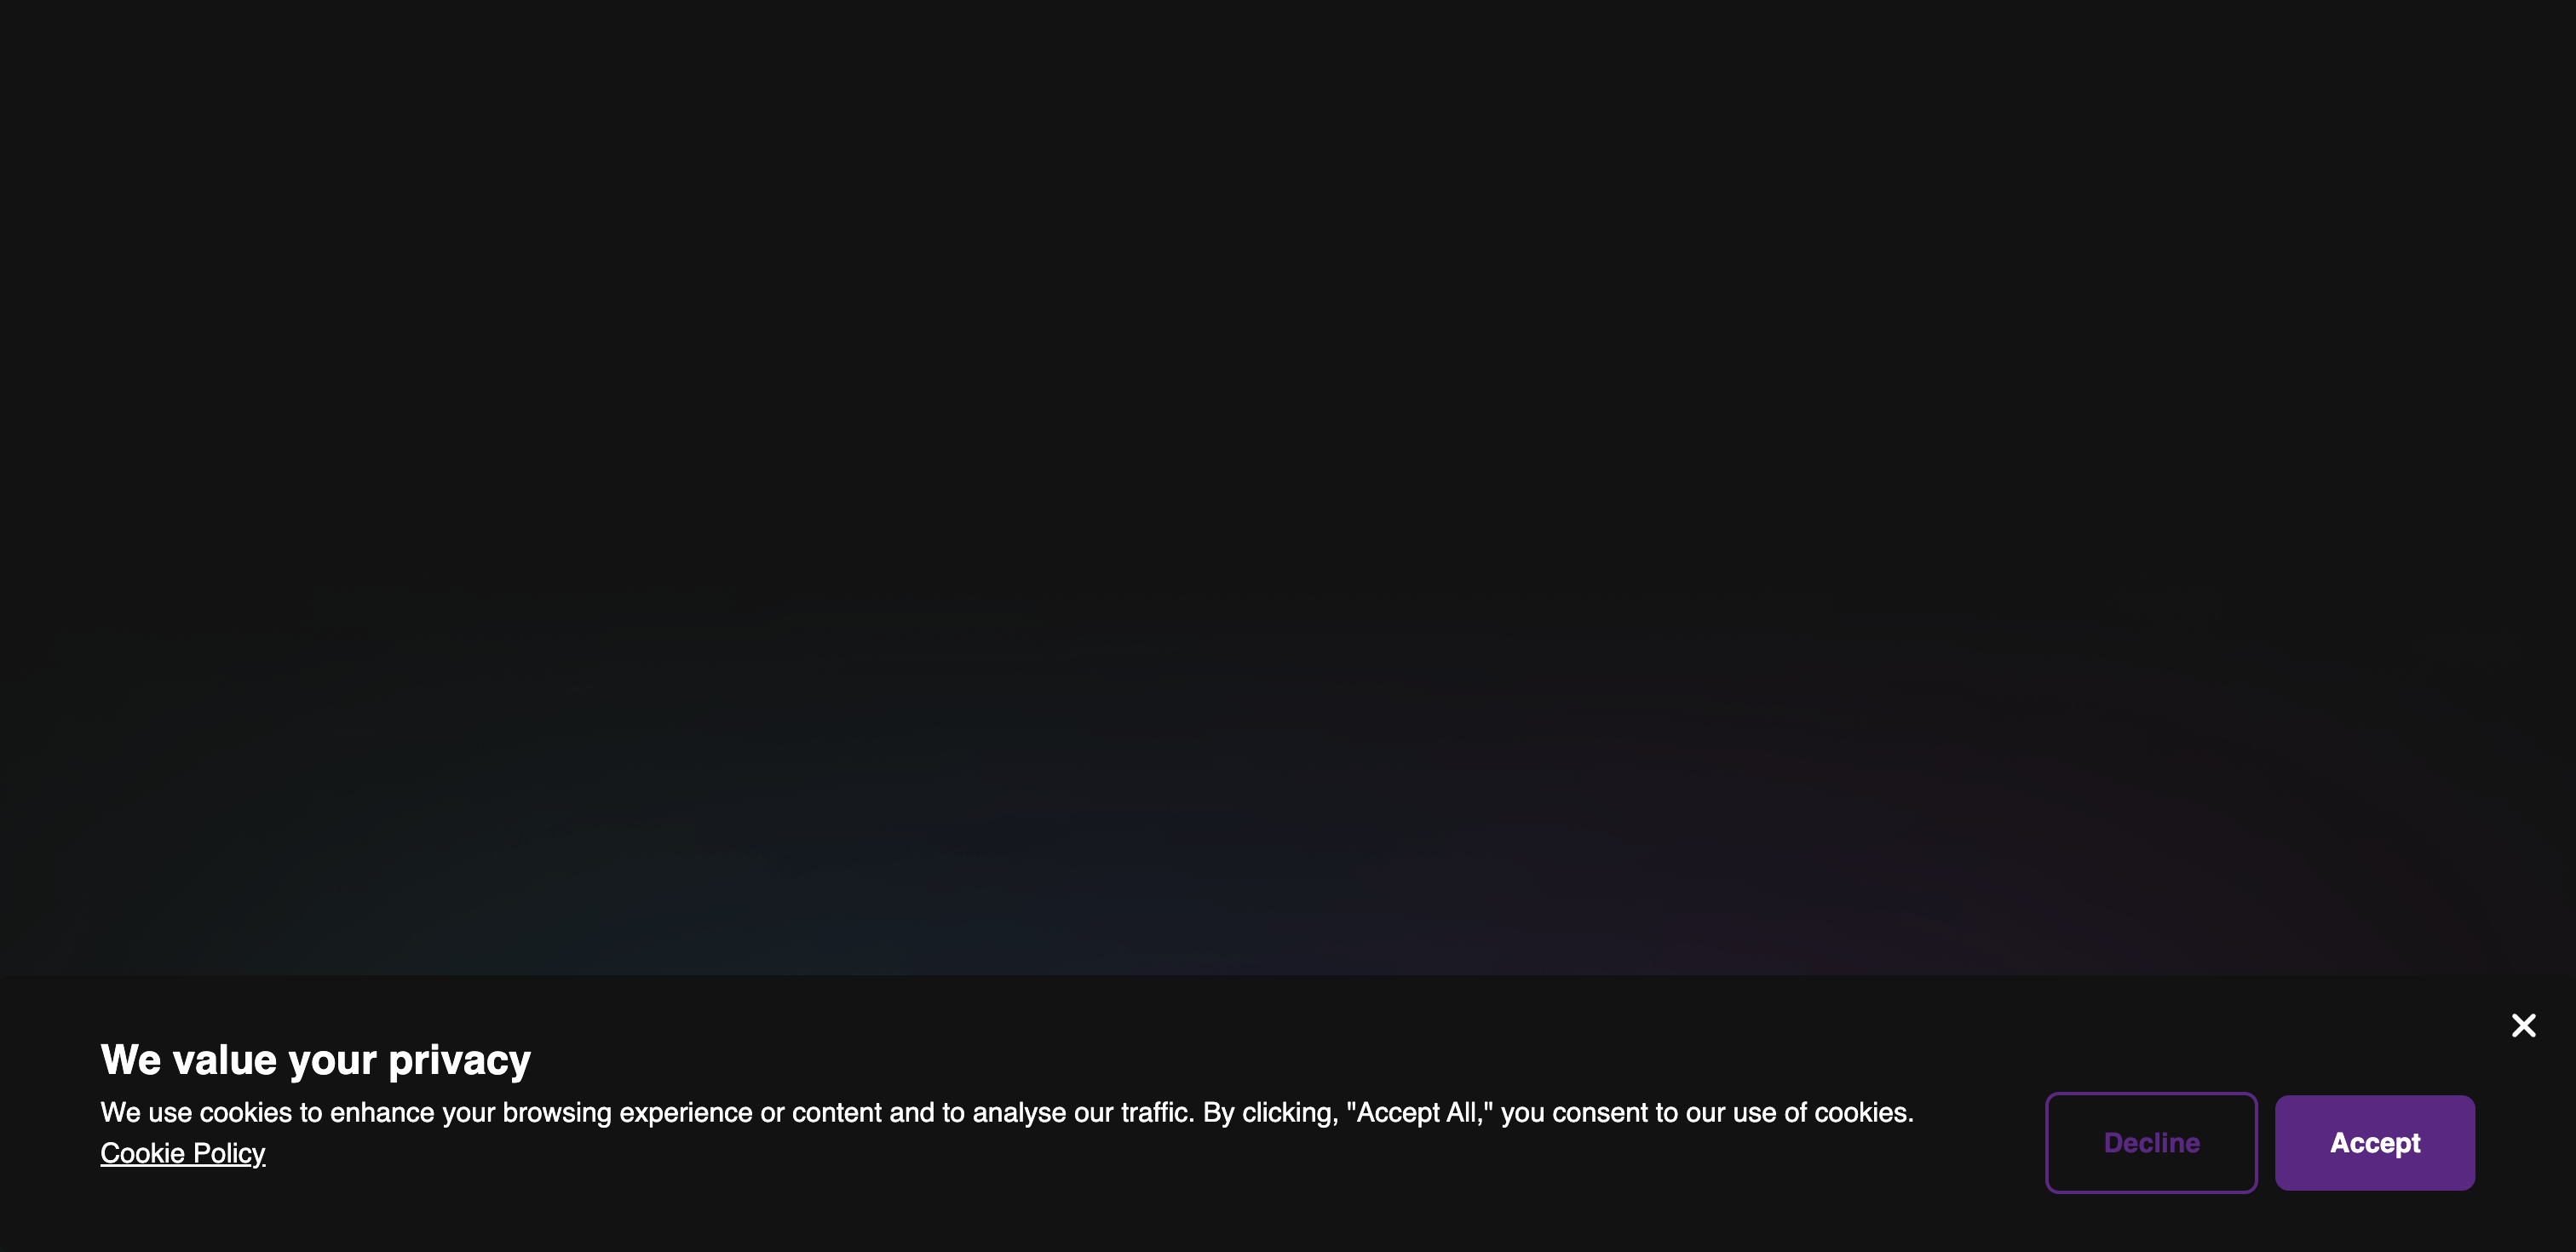 We value your privacy
We use cookies to enhance your browsing experience or content and to analyse our traffic. By clicking, "Accept All," you consent to our use of cookies.
Cookie Policy
Decline
Accept